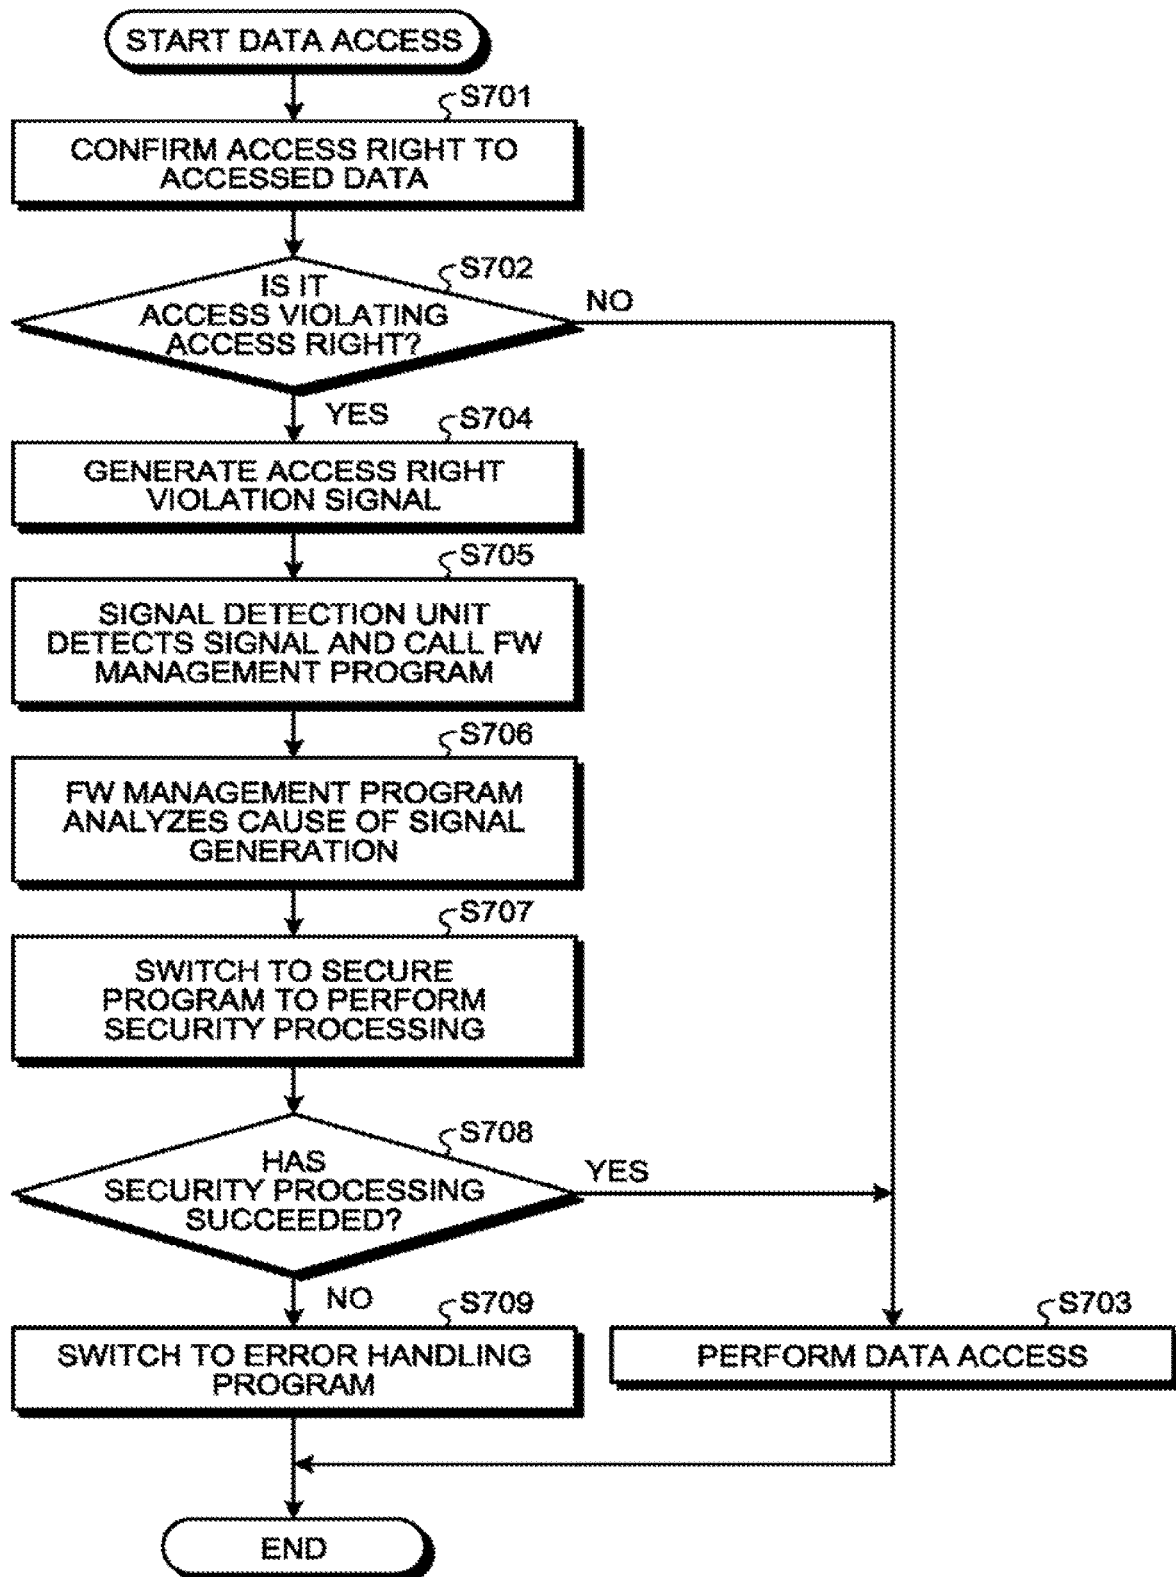 START DATA ACCESS
S701
CONFIRM ACCESS RIGHT TO
ACCESSED DATA
S702
IS IT
ACCESS VIOLATING
ACCESS RIGHT?
NO
YES
S704
GENERATE ACCESS RIGHT
VIOLATION SIGNAL
S705
SIGNAL DETECTION UNIT
DETECTS SIGNAL AND CALL FW
MANAGEMENT PROGRAM
S706
FW MANAGEMENT PROGRAM
ANALYZES CAUSE OF SIGNAL
GENERATION
S707
SWITCH TO SECURE
PROGRAM TO PERFORM
SECURITY PROCESSING
S708
HAS
SECURITY PROCESSING
SUCCEEDED?
YES
NO
S709
SWITCH TO ERROR HANDLING
PROGRAM
S703
PERFORM DATA ACCESS
END